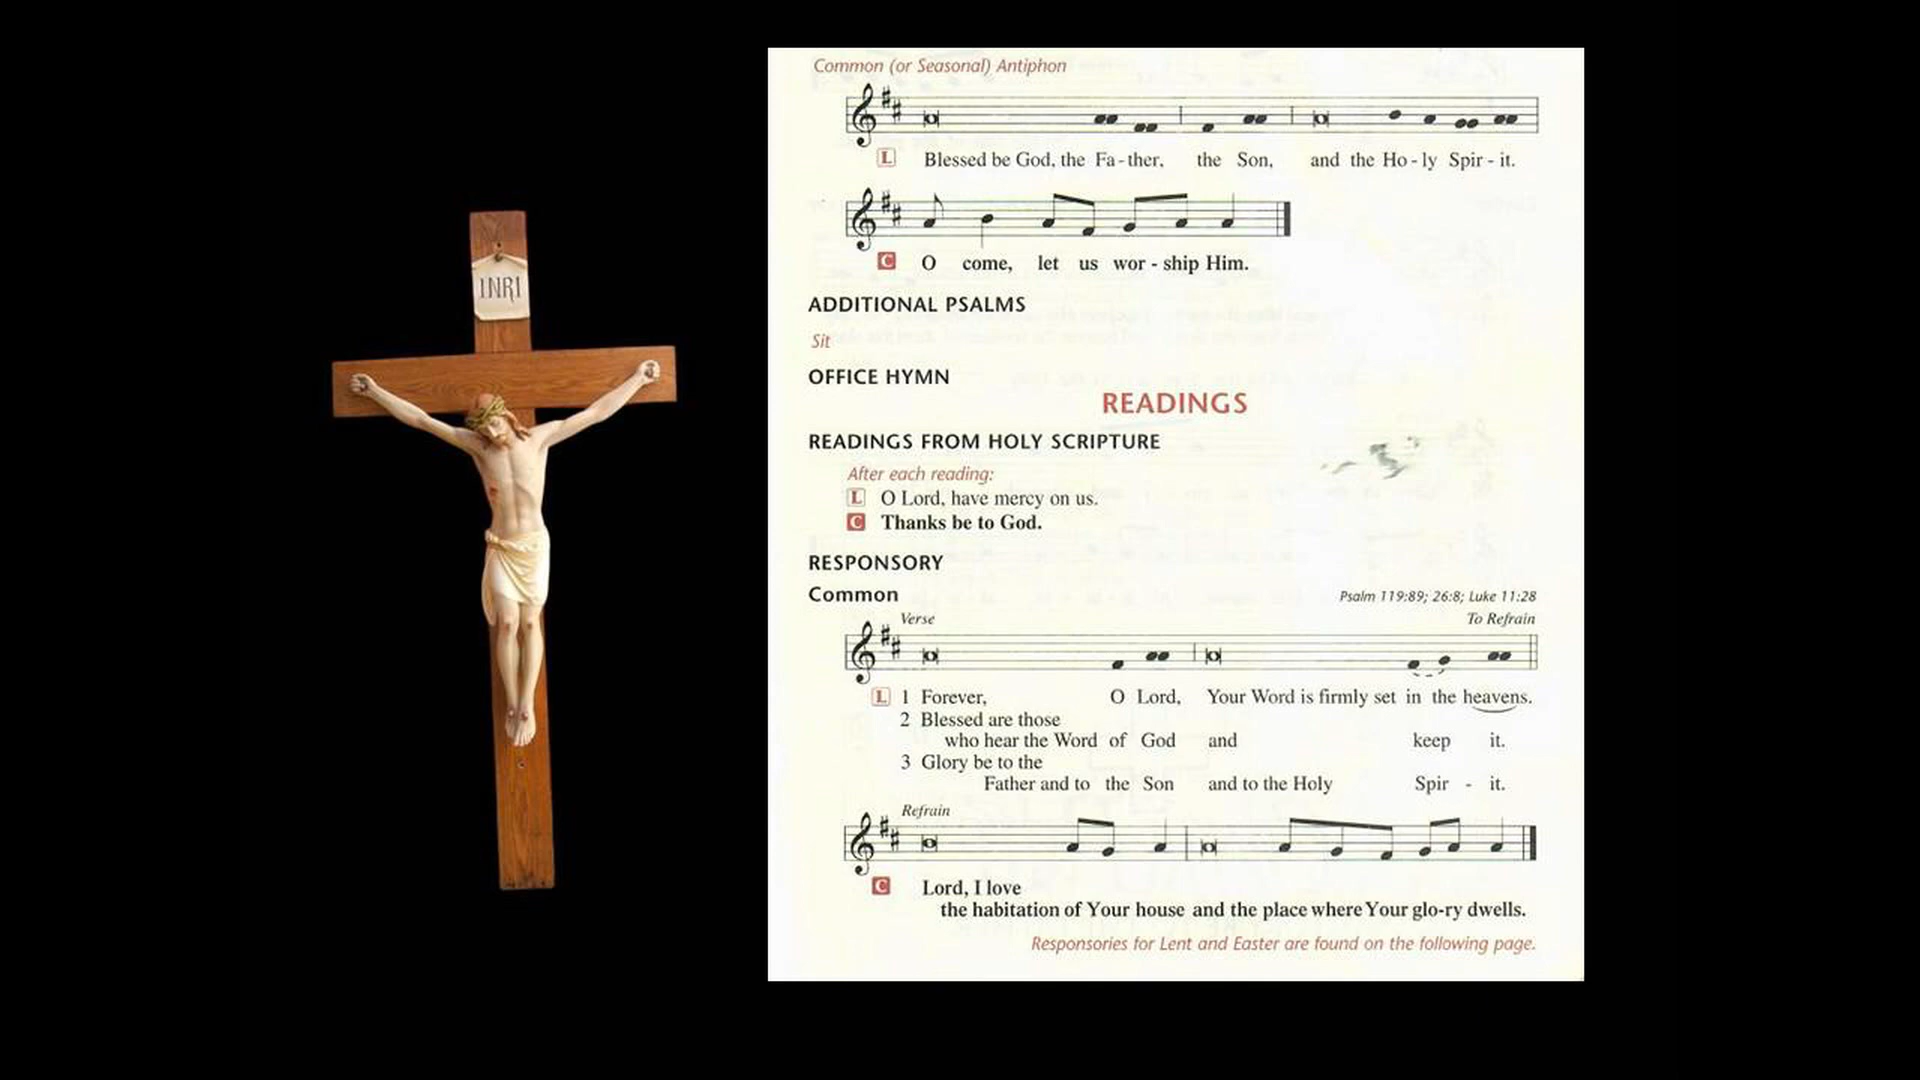 INRI
Common (or Seasonal) Antiphon
L Blessed be God, the Fa - ther, the Son, and the Ho - ly Spir - it.
C O come, let us wor - ship Him.
ADDITIONAL PSALMS
Sit
OFFICE HYMN
READINGS
READINGS FROM HOLY SCRIPTURE
After each reading:
L O Lord, have mercy on us.
C Thanks be to God.
RESPONSORY
Common Psalm 119:89; 26:8; Luke 11:28
Verse To Refrain
L 1 Forever, O Lord, Your Word is firmly set in the heavens.
2 Blessed are those
who hear the Word of God and keep it.
3 Glory be to the
Father and to the Son and to the Holy Spir - it.
Refrain
C Lord, I love
the habitation of Your house and the place where Your glo-ry dwells.
Responsories for Lent and Easter are found on the following page.